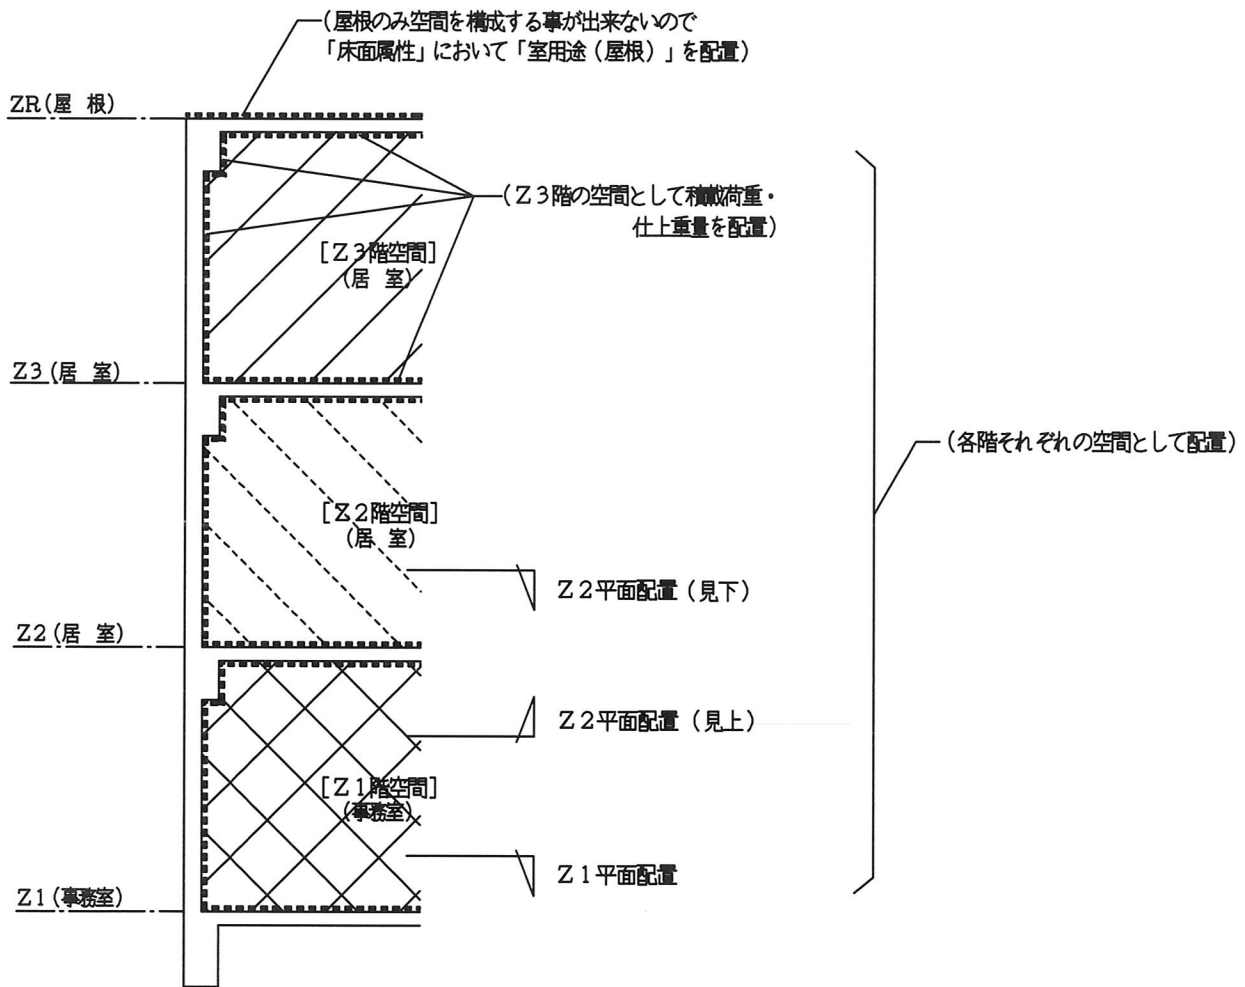 (屋根のみ空間を構成する事が出来ないので
「床面属性」において「室用途(屋根)」を配置)
ZR(屋 根)
(Z3階の空間として積載荷重・
仕上重量を配置)
[Z3階空間]
(居 室)
Z3(居 室)
(各階それぞれの空間として配置)
[Z2階空間]
(居 室)
Z2平面配置(見下)
Z2(居 室)
Z2平面配置(見上)
[Z1階空間]
(事務室)
Z1平面配置
Z1(事務室)